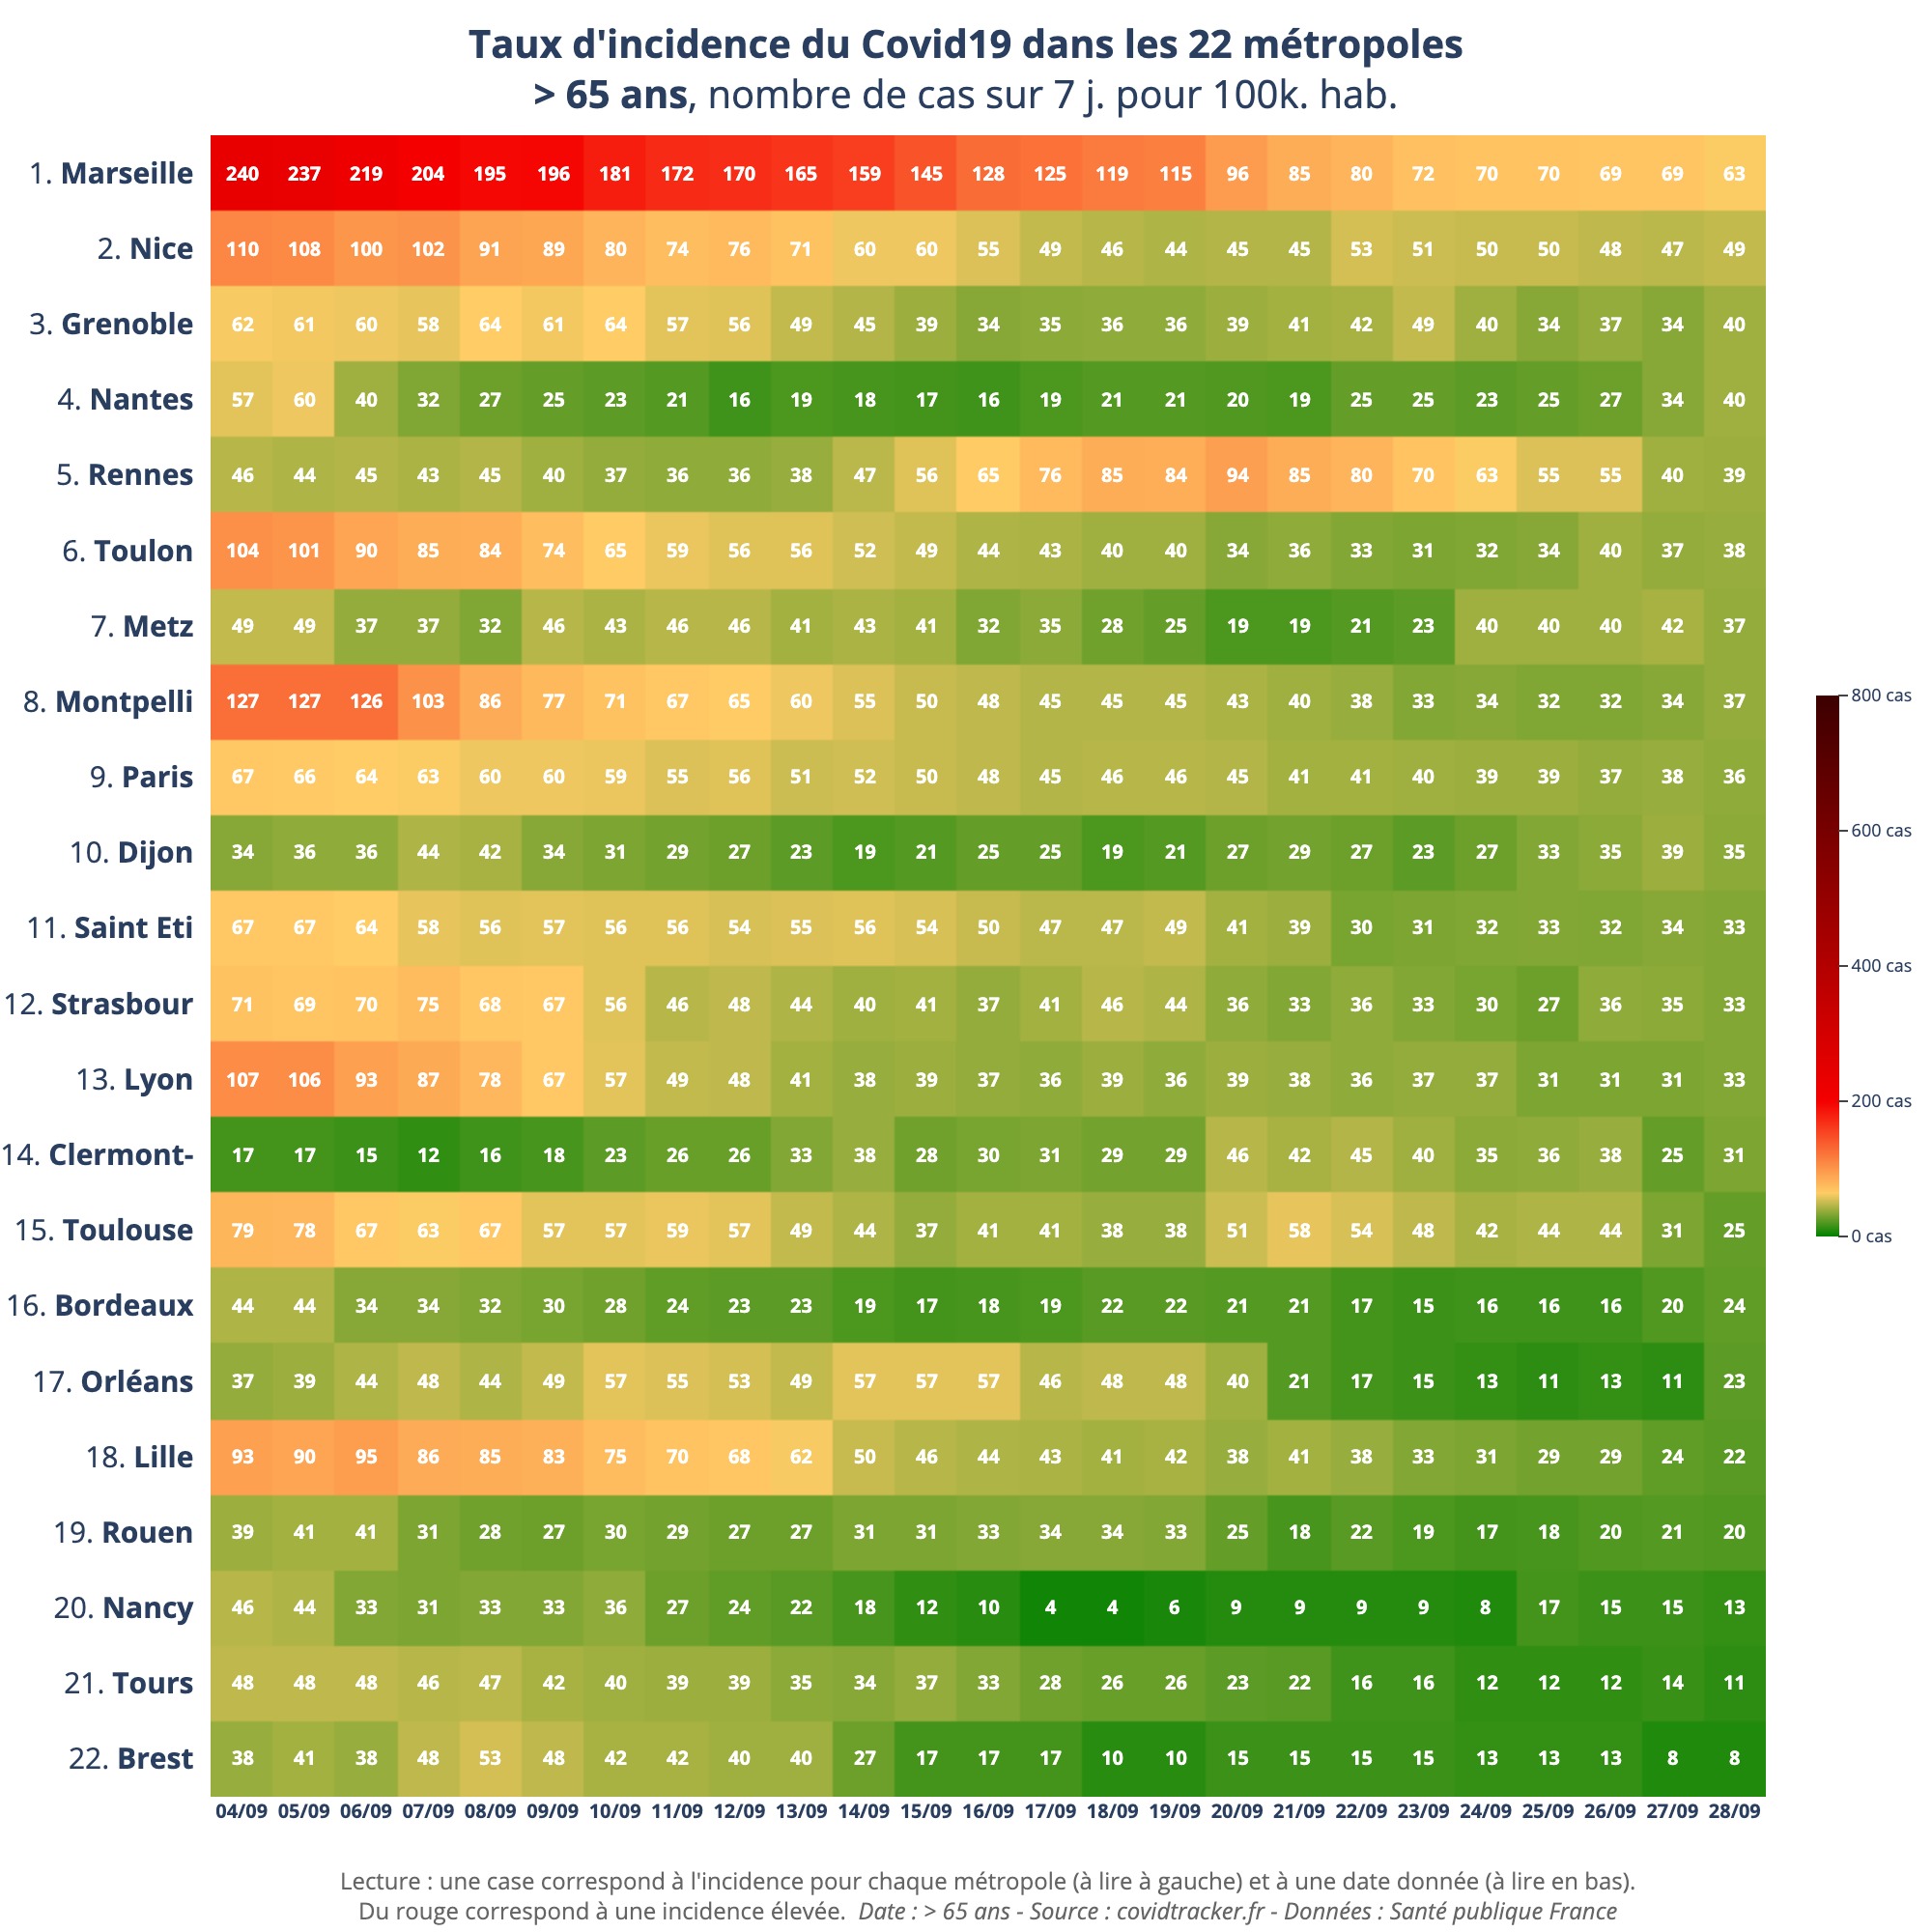 Taux d'incidence du Covid19 dans les 22 métropoles
> 65 ans, nombre de cas sur 7 j. pour 100k. hab.
1. Marseille 240 237 219 204 195 196 181 172 170 165 159 145 128 125 119 115 96 85 80 72 70 70 69 69 63
2. Nice 110 108 100 102 91 89 80 74 76 71 60 60 55 49 46 44 45 45 53 51 50 50 48 47 49
3. Grenoble 62 61 60 58 64 61 64 57 56 49 45 39 34 35 36 36 39 41 42 49 40 34 37 34 40
4. Nantes 57 60 40 32 27 25 23 21 16 19 18 17 16 19 21 21 20 19 25 25 23 25 27 34 40
5. Rennes 46 44 45 43 45 40 37 36 36 38 47 56 65 76 85 84 94 85 80 70 63 55 55 40 39
6. Toulon 104 101 90 85 84 74 65 59 56 56 52 49 44 43 40 40 34 36 33 31 32 34 40 37 38
7. Metz 49 49 37 37 32 46 43 46 46 41 43 41 32 35 28 25 19 19 21 23 40 40 40 42 37
8. Montpelli 127 127 126 103 86 77 71 67 65 60 55 50 48 45 45 45 43 40 38 33 34 32 32 34 37
800 cas
9. Paris 67 66 64 63 60 60 59 55 56 51 52 50 48 45 46 46 45 41 41 40 39 39 37 38 36
600 cas
10. Dijon 34 36 36 44 42 34 31 29 27 23 19 21 25 25 19 21 27 29 27 23 27 33 35 39 35
11. Saint Eti 67 67 64 58 56 57 56 56 54 55 56 54 50 47 47 49 41 39 30 31 32 33 32 34 33
400 cas
12. Strasbour 71 69 70 75 68 67 56 46 48 44 40 41 37 41 46 44 36 33 36 33 30 27 36 35 33
13. Lyon 107 106 93 87 78 67 57 49 48 41 38 39 37 36 39 36 39 38 36 37 37 31 31 31 33
200 cas
14. Clermont- 17 17 15 12 16 18 23 26 26 33 38 28 30 31 29 29 46 42 45 40 35 36 38 25 31
15. Toulouse 79 78 67 63 67 57 57 59 57 49 44 37 41 41 38 38 51 58 54 48 42 44 44 31 25
0 cas
16. Bordeaux 44 44 34 34 32 30 28 24 23 23 19 17 18 19 22 22 21 21 17 15 16 16 16 20 24
17. Orléans 37 39 44 48 44 49 57 55 53 49 57 57 57 46 48 48 40 21 17 15 13 11 13 11 23
18. Lille 93 90 95 86 85 83 75 70 68 62 50 46 44 43 41 42 38 41 38 33 31 29 29 24 22
19. Rouen 39 41 41 31 28 27 30 29 27 27 31 31 33 34 34 33 25 18 22 19 17 18 20 21 20
20. Nancy 46 44 33 31 33 33 36 27 24 22 18 12 10 4 4 6 9 9 9 9 8 17 15 15 13
21. Tours 48 48 48 46 47 42 40 39 39 35 34 37 33 28 26 26 23 22 16 16 12 12 12 14 11
22. Brest 38 41 38 48 53 48 42 42 40 40 27 17 17 17 10 10 15 15 15 15 13 13 13 8 8
04/09 05/09 06/09 07/09 08/09 09/09 10/09 11/09 12/09 13/09 14/09 15/09 16/09 17/09 18/09 19/09 20/09 21/09 22/09 23/09 24/09 25/09 26/09 27/09 28/09
Lecture : une case correspond à l'incidence pour chaque métropole (à lire à gauche) et à une date donnée (à lire en bas).
Du rouge correspond à une incidence élevée. Date : > 65 ans - Source : covidtracker.fr - Données : Santé publique France